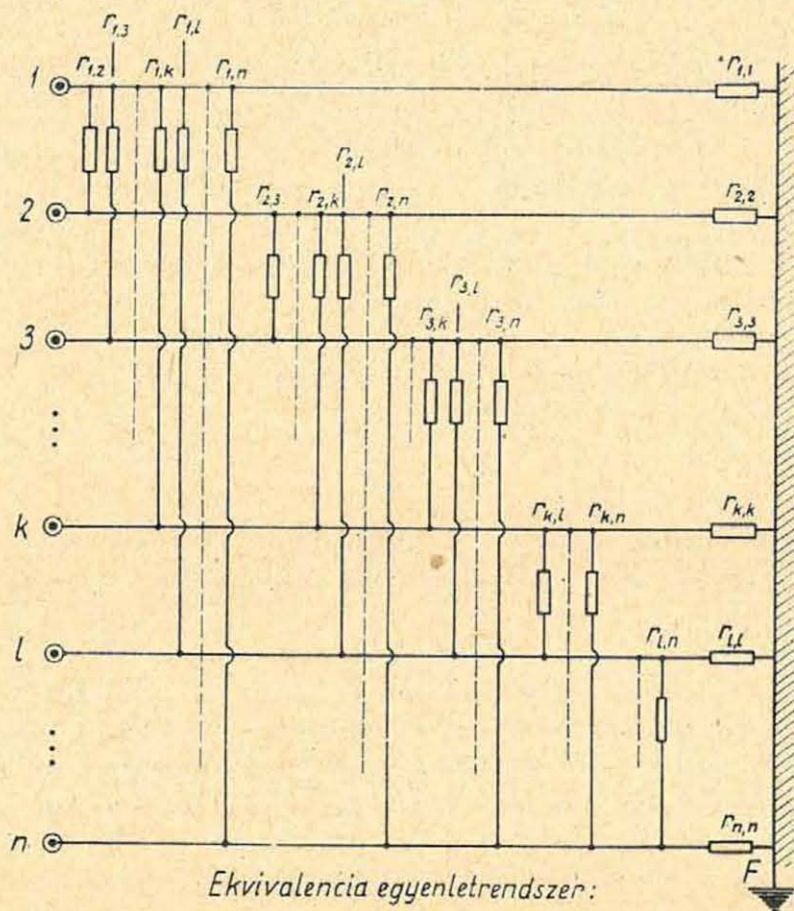 r1,3 r1,l
r1,2 r1,k r1,n r1,1
1
r2,l
r2,3 r2,k r2,n r2,2
2
r3,l
r3,k r3,n r3,3
3
⋮
rk,l rk,n rk,k
k
rl,n rl,l
l
⋮
rn,n
n
F
Ekvivalencia egyenletrendszer: